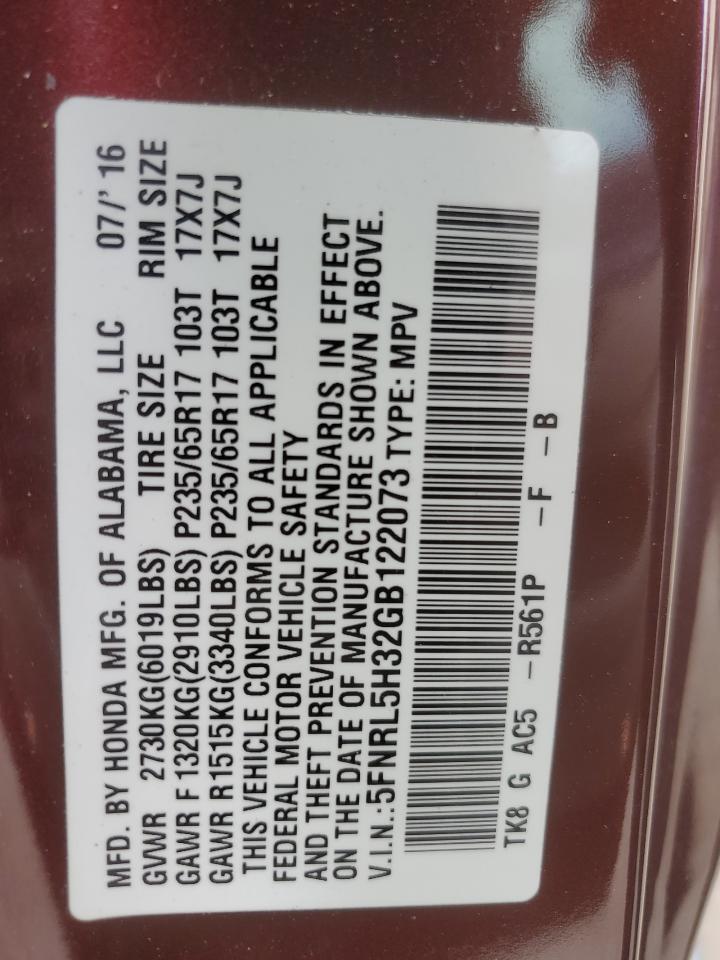 MFD. BY HONDA MFG. OF ALABAMA, LLC 07/' 16
GVWR 2730KG(6019LBS) TIRE SIZE RIM SIZE
GAWR F 1320KG(2910LBS) P235/65R17 103T 17X7J
GAWR R1515KG(3340LBS) P235/65R17 103T 17X7J
THIS VEHICLE CONFORMS TO ALL APPLICABLE
FEDERAL MOTOR VEHICLE SAFETY
AND THEFT PREVENTION STANDARDS IN EFFECT
ON THE DATE OF MANUFACTURE SHOWN ABOVE.
V.I.N.:5FNRL5H32GB122073 TYPE: MPV
TK8 G AC5 -R561P -F -B